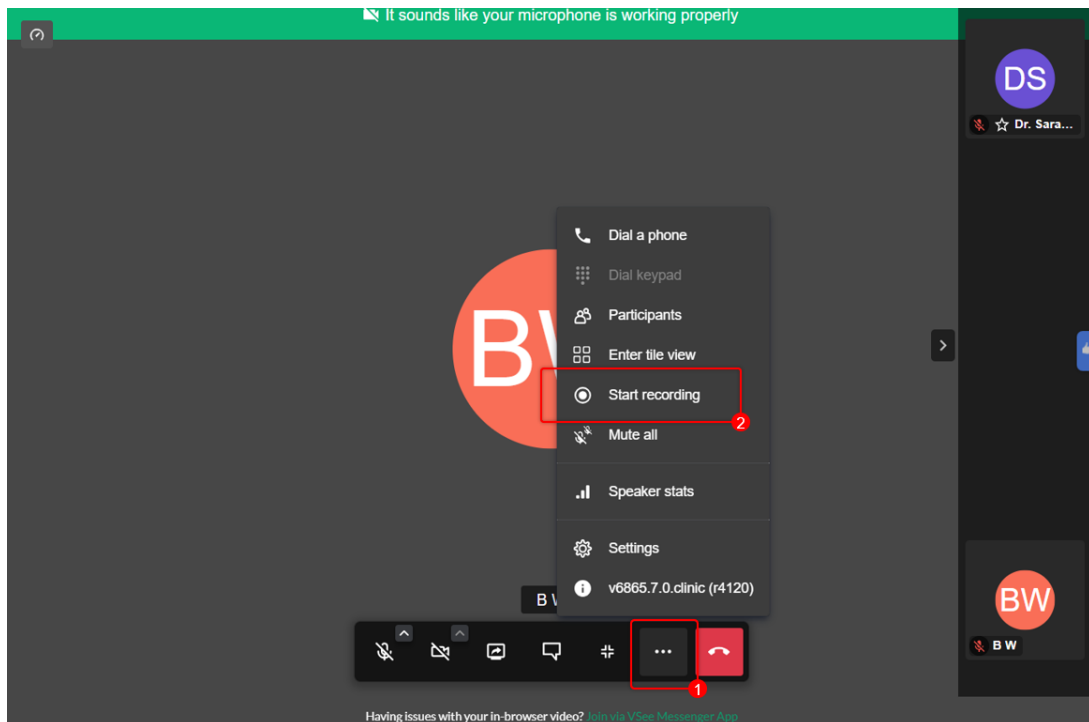 It sounds like your microphone is working properly
DS
Dr. Sara...
Dial a phone
Dial keypad
Participants
Enter tile view
BW
Start recording
2
Mute all
Speaker stats
Settings
v6865.7.0.clinic (r4120)
B
BW
B W
1
Having issues with your in-browser video? Join via VSee Messenger App